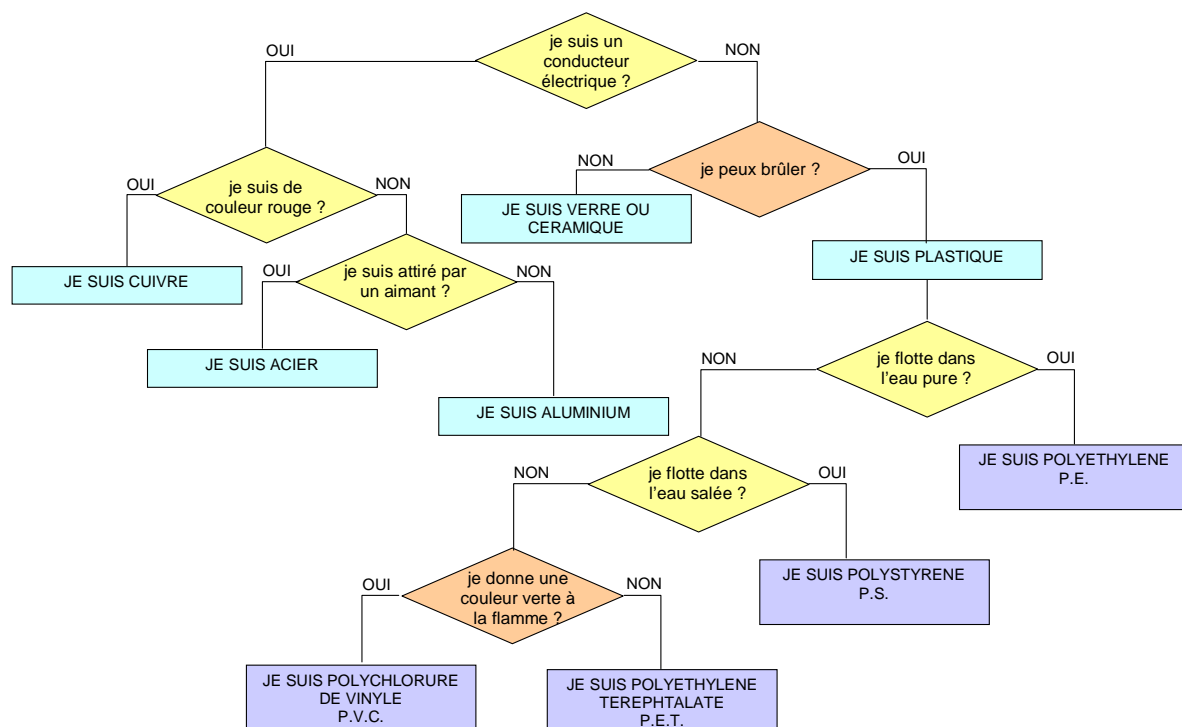 je suis un
conducteur
électrique ?
OUI
NON
je suis de
couleur rouge ?
OUI
NON
je peux brûler ?
NON
OUI
JE SUIS VERRE OU
CERAMIQUE
JE SUIS CUIVRE
je suis attiré par
un aimant ?
OUI
NON
JE SUIS PLASTIQUE
JE SUIS ACIER
JE SUIS ALUMINIUM
je flotte dans
l'eau pure ?
NON
OUI
je flotte dans
l'eau salée ?
NON
OUI
JE SUIS POLYETHYLENE
P.E.
JE SUIS POLYSTYRENE
P.S.
je donne une
couleur verte à
la flamme ?
OUI
NON
JE SUIS POLYCHLORURE
DE VINYLE
P.V.C.
JE SUIS POLYETHYLENE
TEREPHTALATE
P.E.T.